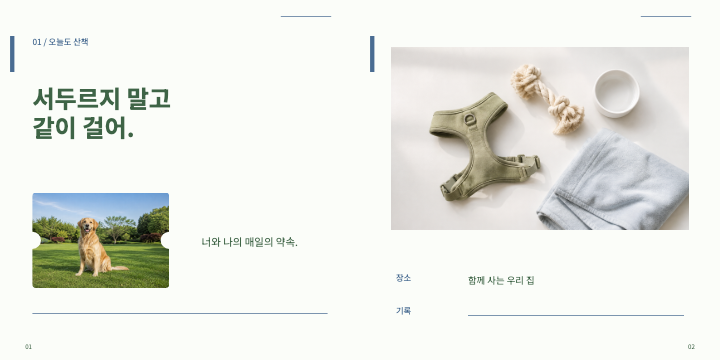 01 / 오늘도 산책
서두르지 말고
같이 걸어.
너와 나의 매일의 약속.
01
장소
함께 사는 우리 집
기록
02